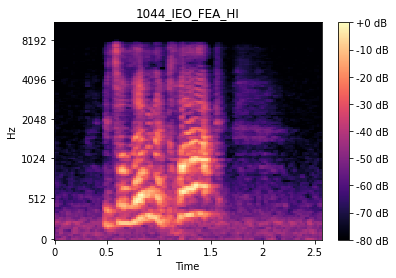 1044_IEO_FEA_HI
+0 dB
8192
-10 dB
4096
-20 dB
-30 dB
2048
-40 dB
Hz
1024
-50 dB
512
-60 dB
-70 dB
0
-80 dB
0 0.5 1 1.5 2 2.5
Time